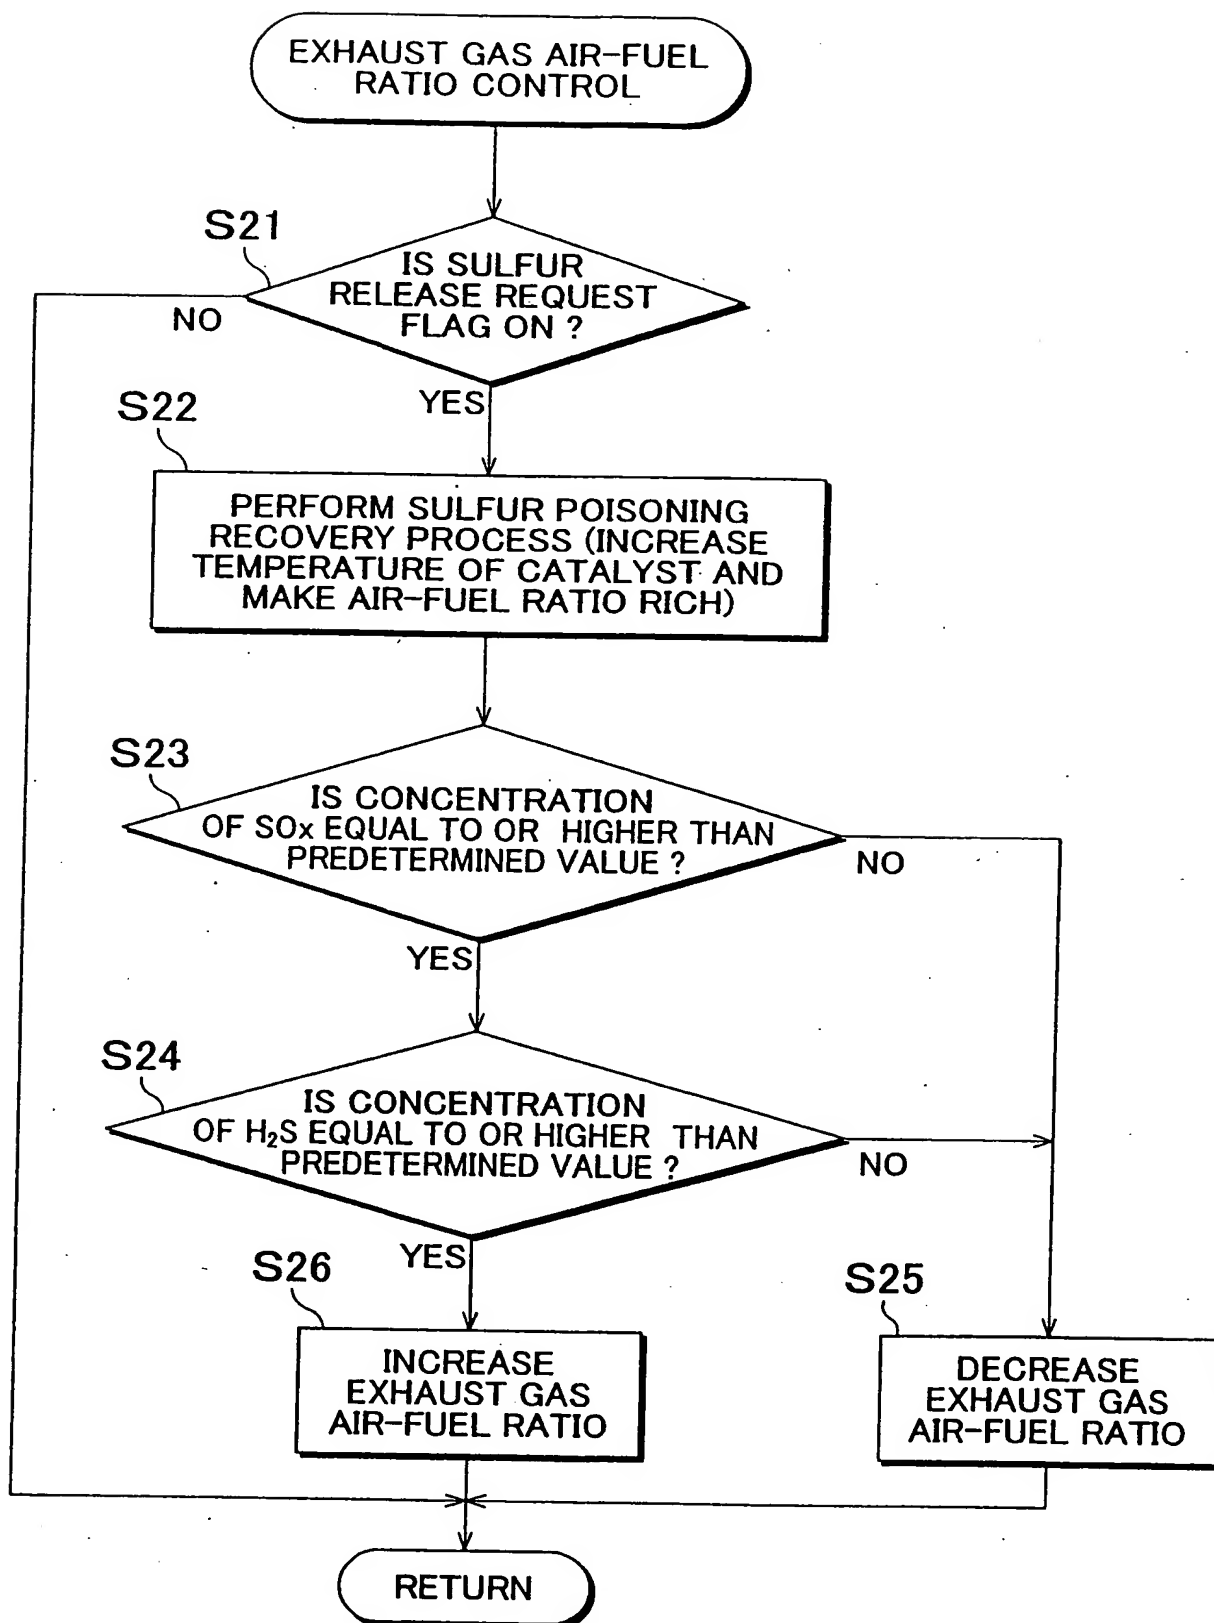 EXHAUST GAS AIR-FUEL
RATIO CONTROL
S21
IS SULFUR
RELEASE REQUEST
FLAG ON ?
NO
YES
S22
PERFORM SULFUR POISONING
RECOVERY PROCESS (INCREASE
TEMPERATURE OF CATALYST AND
MAKE AIR-FUEL RATIO RICH)
S23
IS CONCENTRATION
OF SOx EQUAL TO OR HIGHER THAN
PREDETERMINED VALUE ?
NO
YES
S24
IS CONCENTRATION
OF H₂S EQUAL TO OR HIGHER THAN
PREDETERMINED VALUE ?
NO
YES
S26
INCREASE
EXHAUST GAS
AIR-FUEL RATIO
S25
DECREASE
EXHAUST GAS
AIR-FUEL RATIO
RETURN